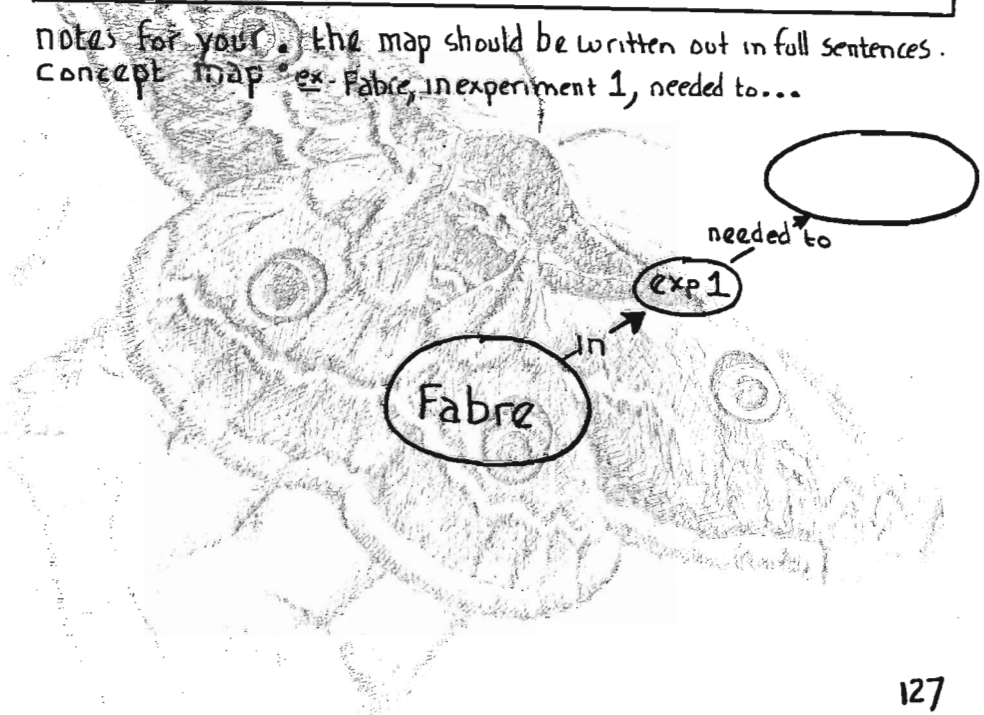 notes for your . the map should be written out in full sentences.
concept map • ex- Fabre, in experiment 1, needed to...
needed to
exp 1
in
Fabre
127